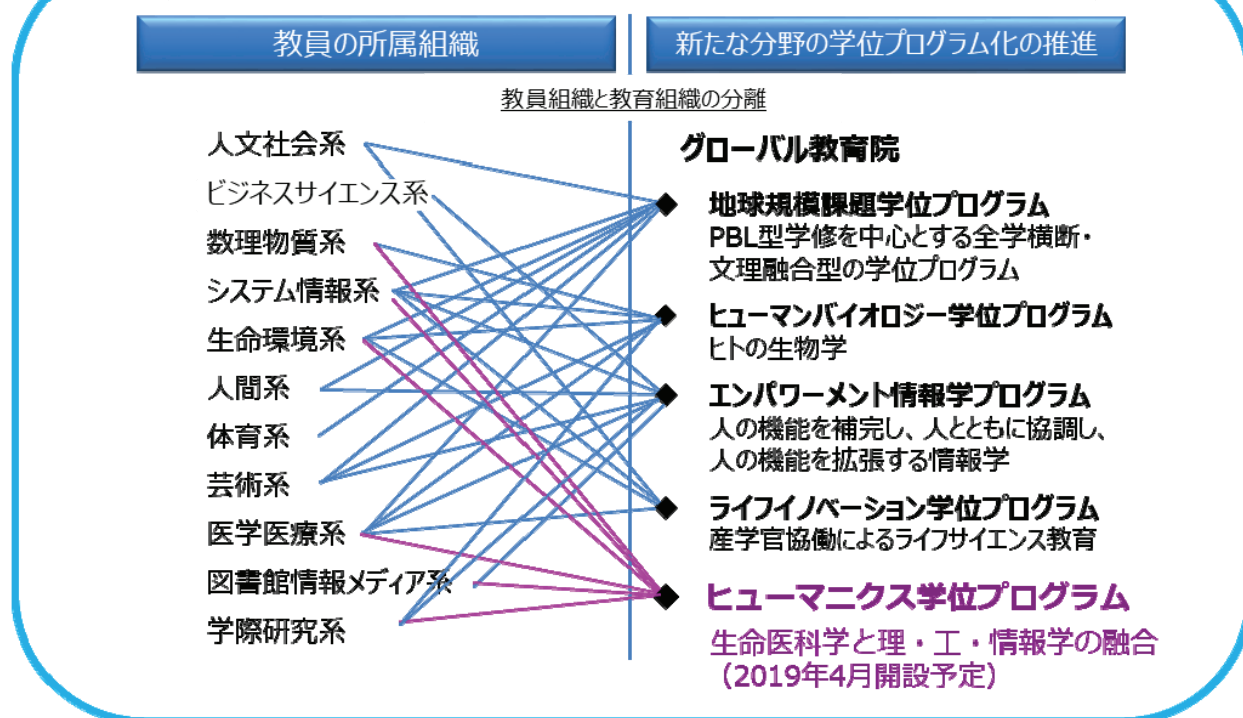 教員の所属組織
新たな分野の学位プログラム化の推進
教員組織と教育組織の分離
人文社会系
ビジネスサイエンス系
数理物質系
システム情報系
生命環境系
人間系
体育系
芸術系
医学医療系
図書館情報メディア系
学際研究系
グローバル教育院
◆ 地球規模課題学位プログラム
PBL型学修を中心とする全学横断・
文理融合型の学位プログラム
◆ ヒューマンバイオロジー学位プログラム
ヒトの生物学
◆ エンパワーメント情報学プログラム
人の機能を補完し、人とともに協調し、
人の機能を拡張する情報学
◆ ライフイノベーション学位プログラム
産学官協働によるライフサイエンス教育
◆ ヒューマニクス学位プログラム
生命医科学と理・工・情報学の融合
（2019年4月開設予定）